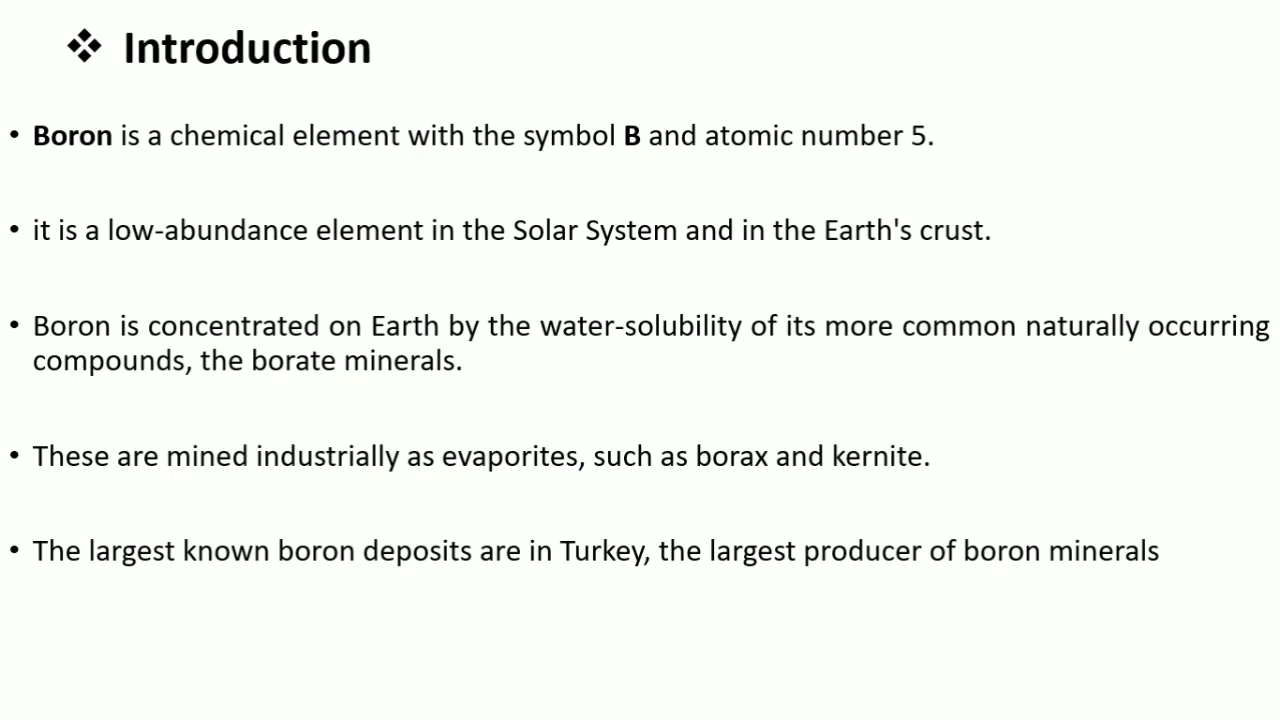 ❖ Introduction
• Boron is a chemical element with the symbol B and atomic number 5.
• it is a low-abundance element in the Solar System and in the Earth's crust.
• Boron is concentrated on Earth by the water-solubility of its more common naturally occurring
compounds, the borate minerals.
• These are mined industrially as evaporites, such as borax and kernite.
• The largest known boron deposits are in Turkey, the largest producer of boron minerals